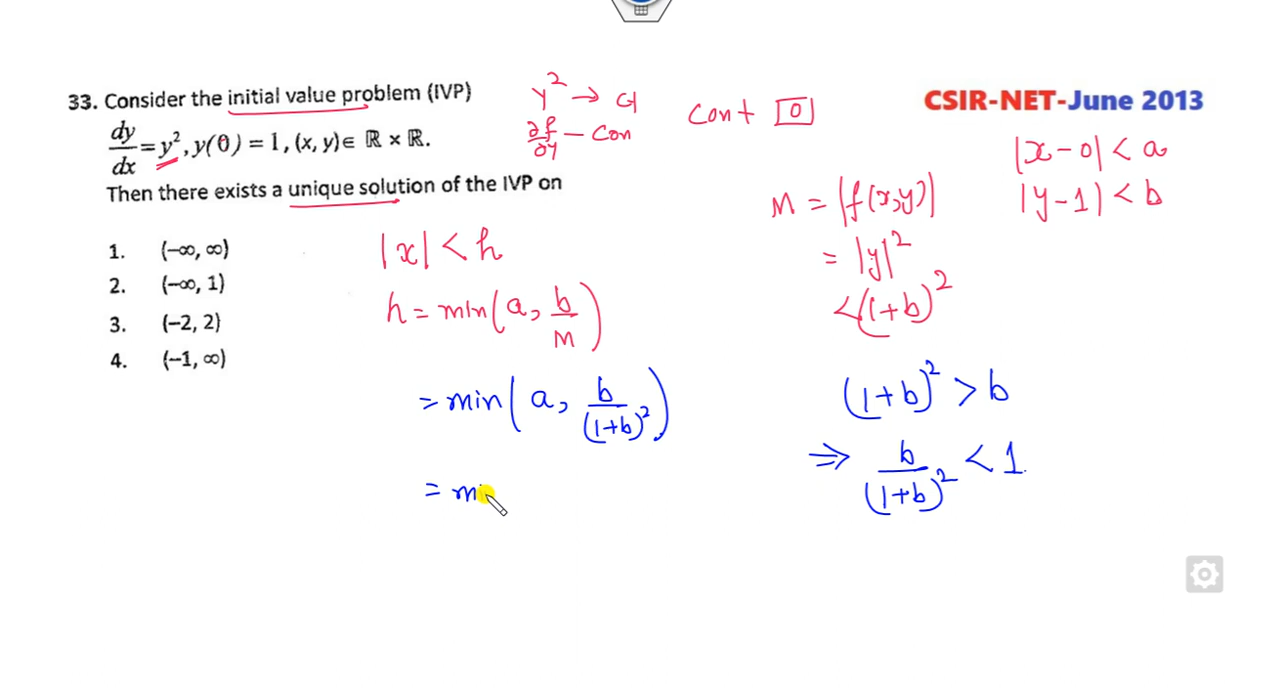 33. Consider the initial value problem (IVP)
dy/dx = y², y(0) = 1, (x, y) ∈ ℝ × ℝ.
Then there exists a unique solution of the IVP on
1. (−∞, ∞)
2. (−∞, 1)
3. (−2, 2)
4. (−1, ∞)
y² →
∂f/∂y − Con
Cont 0
CSIR-NET-June 2013
|x − 0| < a
|y − 1| < b
M = |f(x,y)|
= |y|²
< (1+b)²
|x| < h
h = min(a, b/M)
= min(a, b/(1+b)²)
= m
(1+b)² > b
⇒ b/(1+b)² < 1